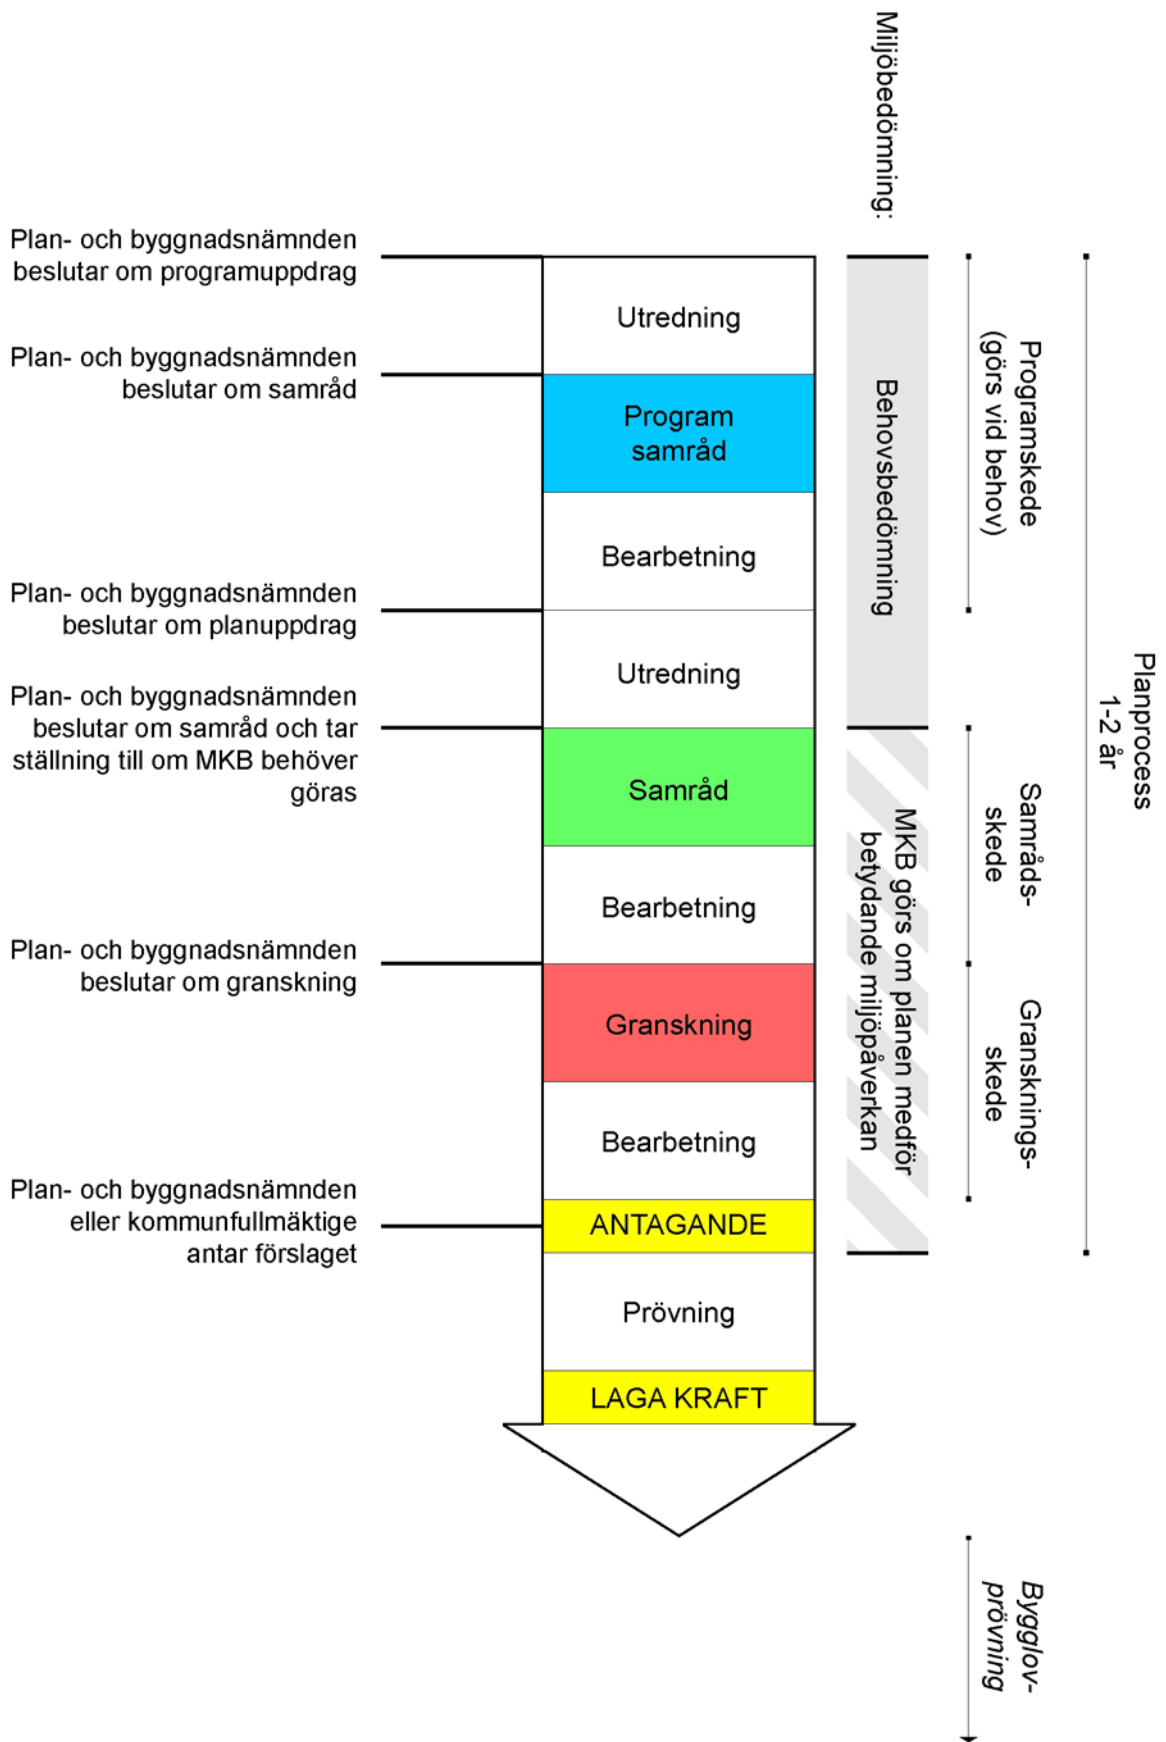 Miljöbedömning:
Plan- och byggnadsnämnden
beslutar om programuppdrag
Plan- och byggnadsnämnden
beslutar om samråd
Plan- och byggnadsnämnden
beslutar om planuppdrag
Plan- och byggnadsnämnden
beslutar om samråd och tar
ställning till om MKB behöver
göras
Plan- och byggnadsnämnden
beslutar om granskning
Plan- och byggnadsnämnden
eller kommunfullmäktige
antar förslaget
Utredning
Program
samråd
Bearbetning
Utredning
Samråd
Bearbetning
Granskning
Bearbetning
ANTAGANDE
Prövning
LAGA KRAFT
Behovsbedömning
MKB görs om planen medför
betydande miljöpåverkan
Programskede
(görs vid behov)
Samråds-
skede
Gransknings-
skede
Planprocess
1-2 år
Bygglov-
prövning